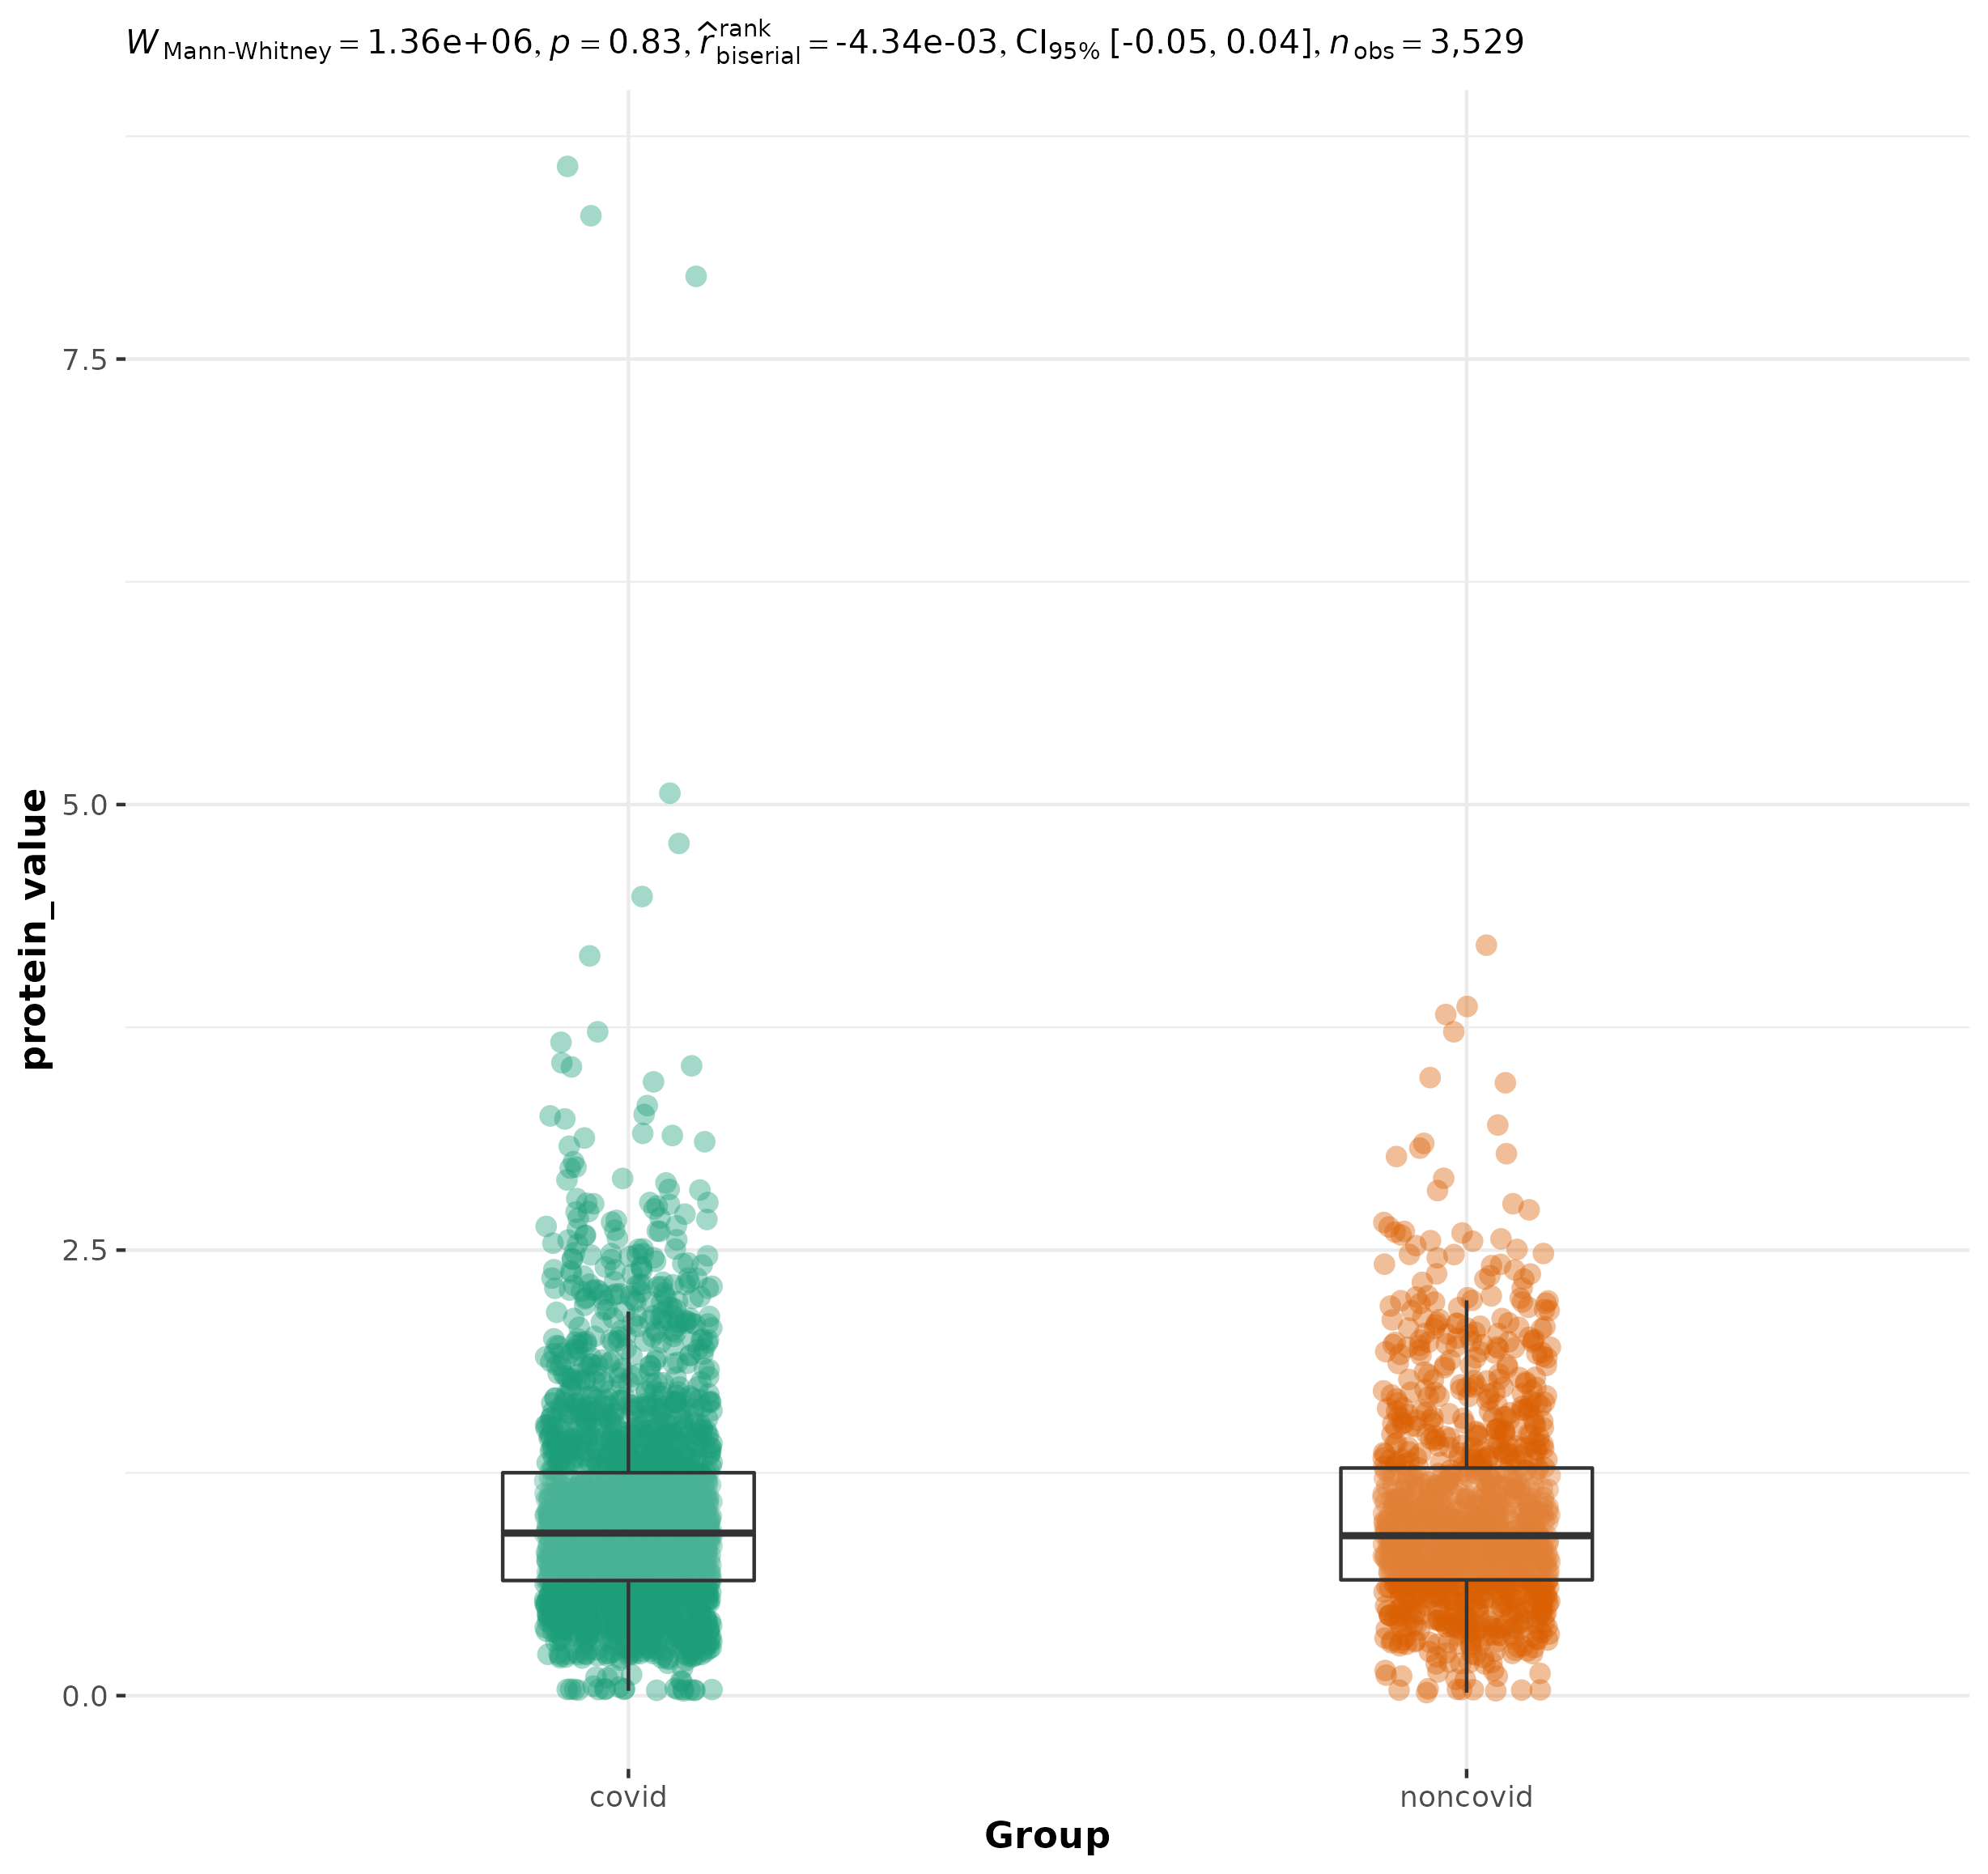 W Mann-Whitney = 1.36e+06, p = 0.83, r̂ rank biserial = -4.34e-03, CI95% [-0.05, 0.04], n obs = 3,529
7.5
5.0
2.5
0.0
protein_value
covid noncovid
Group